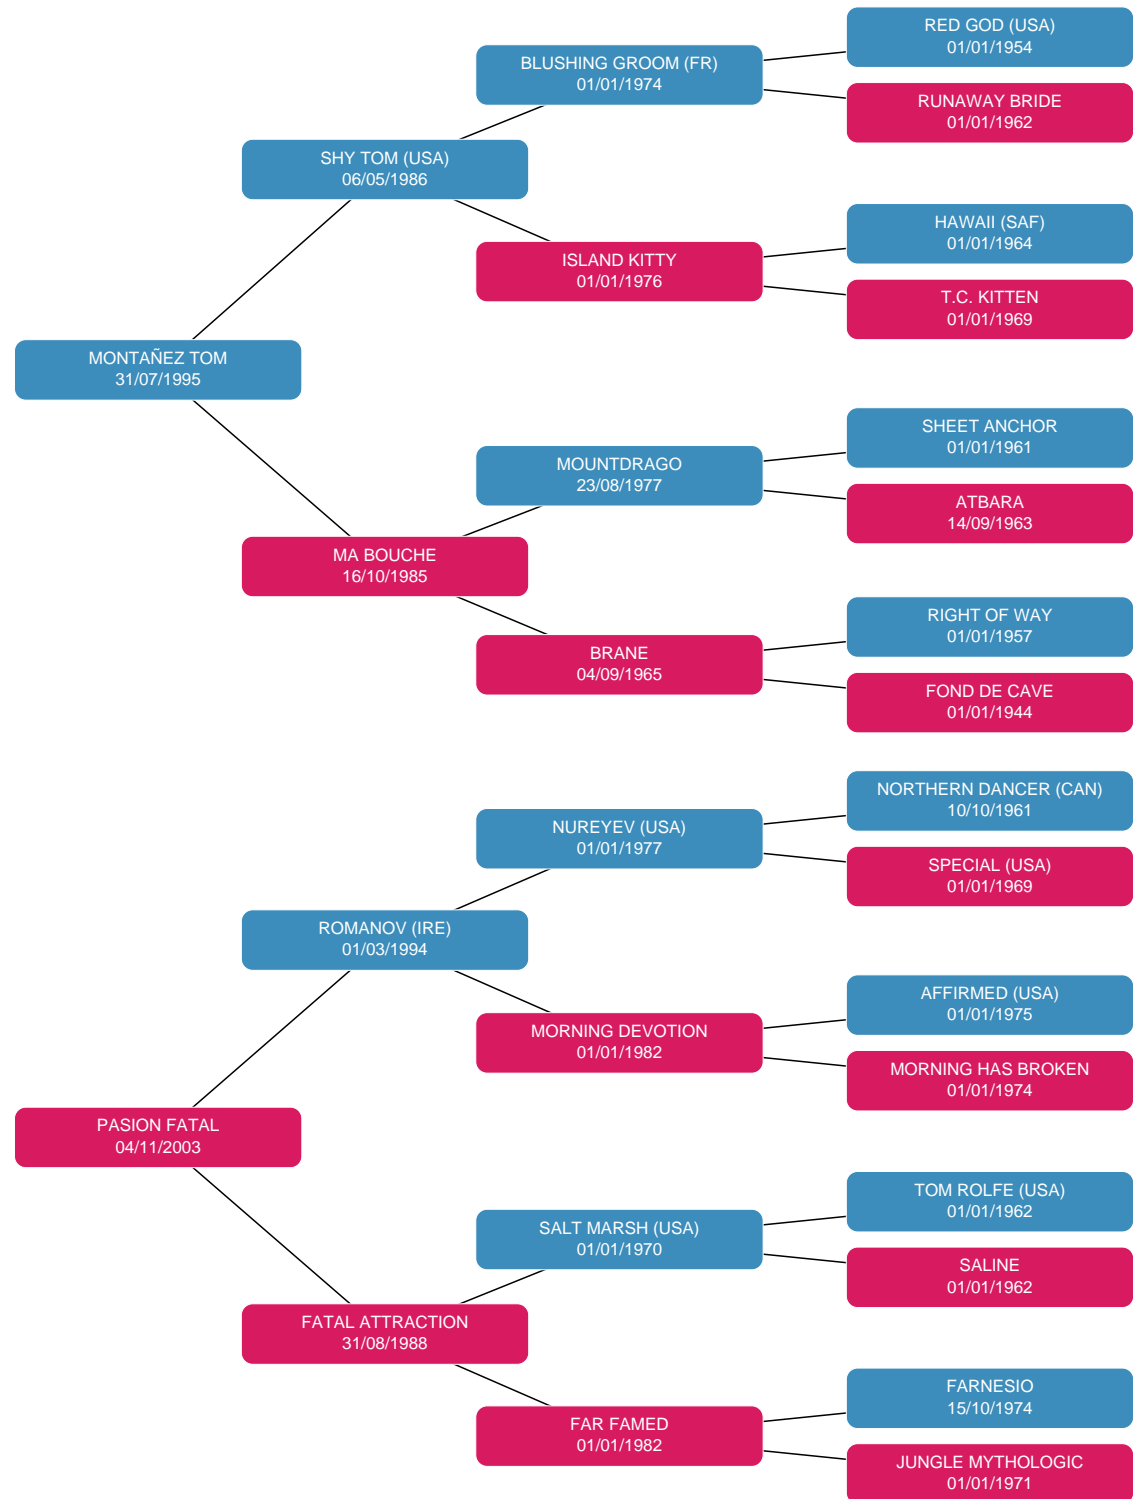 RED GOD (USA)
01/01/1954
BLUSHING GROOM (FR)
01/01/1974
RUNAWAY BRIDE
01/01/1962
SHY TOM (USA)
06/05/1986
HAWAII (SAF)
01/01/1964
ISLAND KITTY
01/01/1976
T.C. KITTEN
01/01/1969
MONTAÑEZ TOM
31/07/1995
SHEET ANCHOR
01/01/1961
MOUNTDRAGO
23/08/1977
ATBARA
14/09/1963
MA BOUCHE
16/10/1985
RIGHT OF WAY
01/01/1957
BRANE
04/09/1965
FOND DE CAVE
01/01/1944
NORTHERN DANCER (CAN)
10/10/1961
NUREYEV (USA)
01/01/1977
SPECIAL (USA)
01/01/1969
ROMANOV (IRE)
01/03/1994
AFFIRMED (USA)
01/01/1975
MORNING DEVOTION
01/01/1982
MORNING HAS BROKEN
01/01/1974
PASION FATAL
04/11/2003
TOM ROLFE (USA)
01/01/1962
SALT MARSH (USA)
01/01/1970
SALINE
01/01/1962
FATAL ATTRACTION
31/08/1988
FARNESIO
15/10/1974
FAR FAMED
01/01/1982
JUNGLE MYTHOLOGIC
01/01/1971